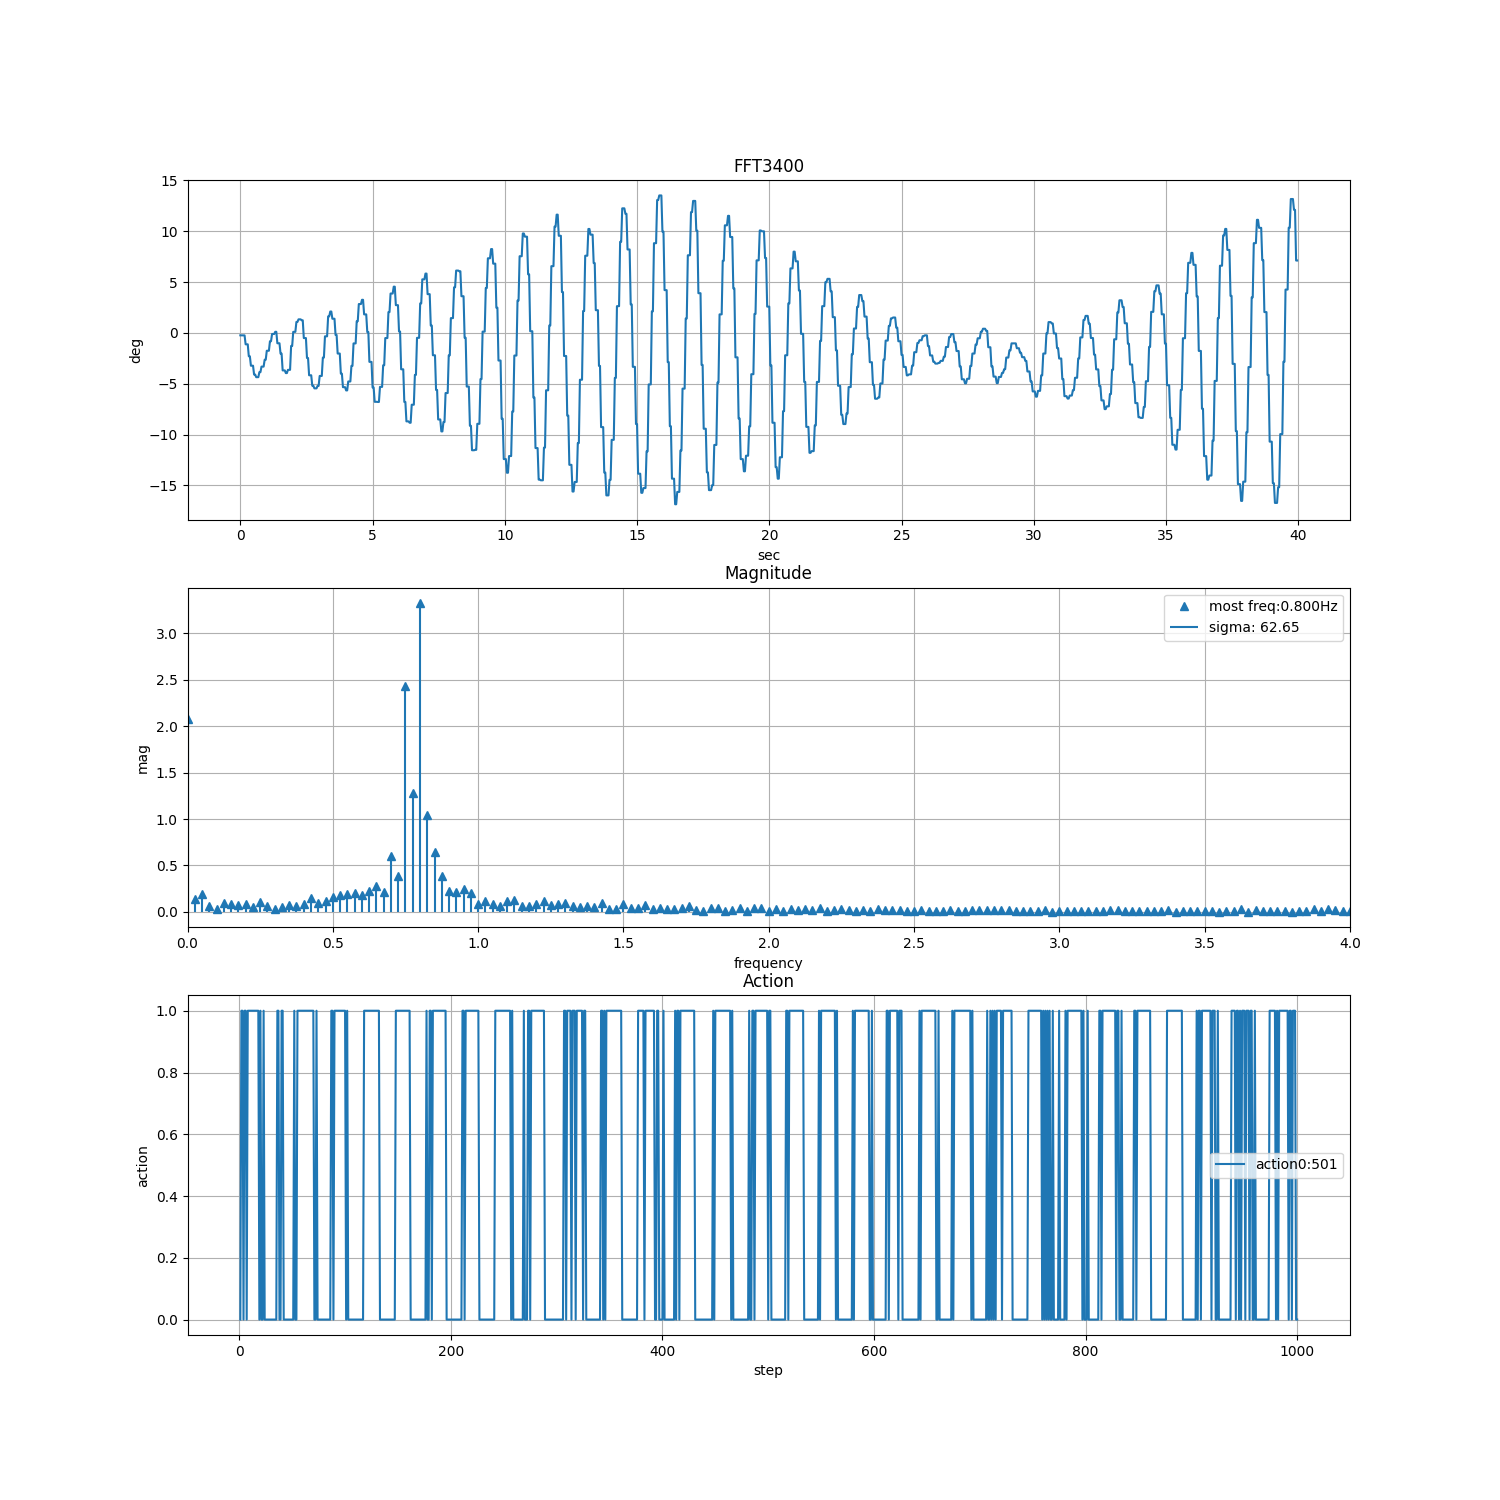 FFT3400
15
10
5
0
−5
−10
−15
deg
0 5 10 15 20 25 30 35 40
sec
Magnitude
most freq:0.800Hz
sigma: 62.65
3.0
2.5
2.0
1.5
1.0
0.5
0.0
mag
0.0 0.5 1.0 1.5 2.0 2.5 3.0 3.5 4.0
frequency
Action
1.0
0.8
0.6
0.4
0.2
0.0
action
action0:501
0 200 400 600 800 1000
step